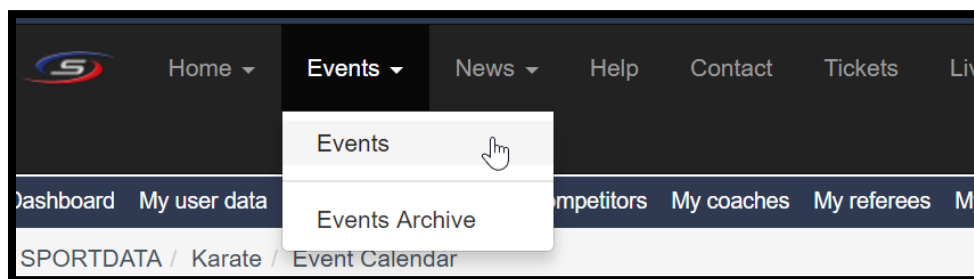 S
Home Events News Help Contact Tickets
Events
Dashboard My user data My coaches My referees
Events Archive
SPORTDATA / Karate / Event Calendar